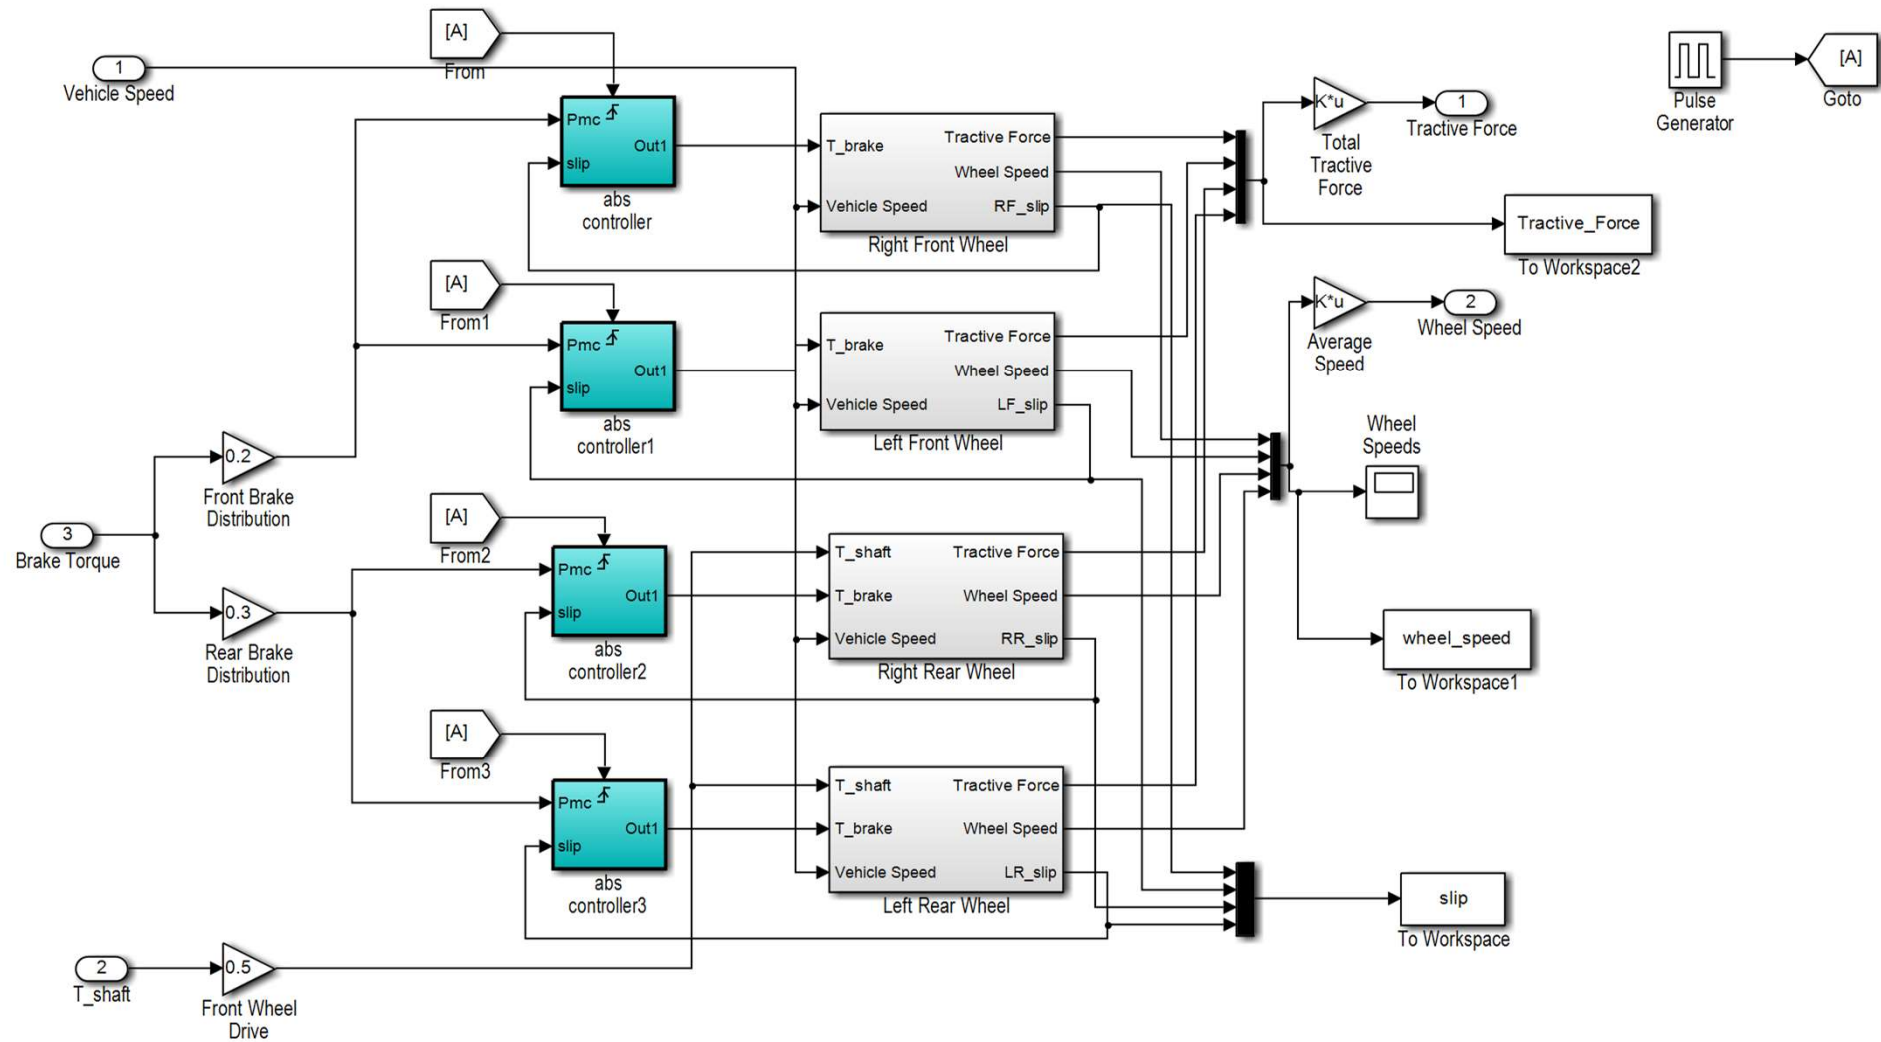 [A]
From
1
Vehicle Speed
Pmc
slip
Out1
abs
controller
T_brake
Vehicle Speed
Tractive Force
Wheel Speed
RF_slip
Right Front Wheel
K*u
Total
Tractive
Force
1
Tractive Force
Pulse
Generator
[A]
Goto
Tractive_Force
To Workspace2
[A]
From1
Pmc
slip
Out1
abs
controller1
T_brake
Vehicle Speed
Tractive Force
Wheel Speed
LF_slip
Left Front Wheel
K*u
Average
Speed
2
Wheel Speed
Wheel
Speeds
0.2
Front Brake
Distribution
3
Brake Torque
0.3
Rear Brake
Distribution
[A]
From2
Pmc
slip
Out1
abs
controller2
T_shaft
T_brake
Vehicle Speed
Tractive Force
Wheel Speed
RR_slip
Right Rear Wheel
wheel_speed
To Workspace1
[A]
From3
Pmc
slip
Out1
abs
controller3
T_shaft
T_brake
Vehicle Speed
Tractive Force
Wheel Speed
LR_slip
Left Rear Wheel
slip
To Workspace
2
T_shaft
0.5
Front Wheel
Drive